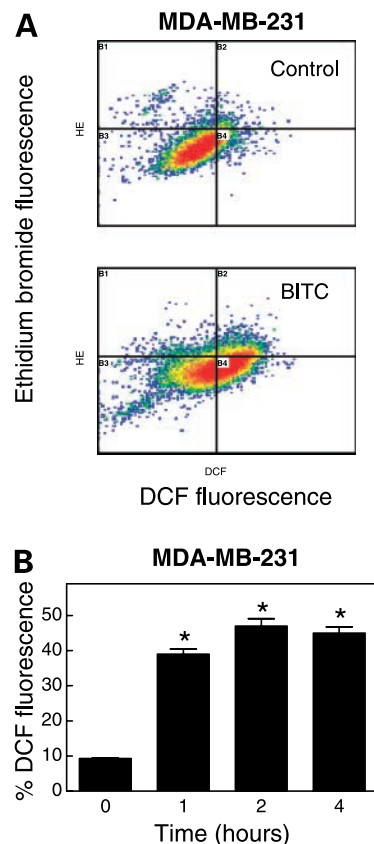 A
MDA-MB-231
Ethidium bromide fluorescence
B1
B2
Control
HE
B3
B4
B1
B2
BITC
HE
B3
B4
DCF
DCF fluorescence
B
MDA-MB-231
% DCF fluorescence
50
40
30
20
10
0
*
*
*
0 1 2 4
Time (hours)